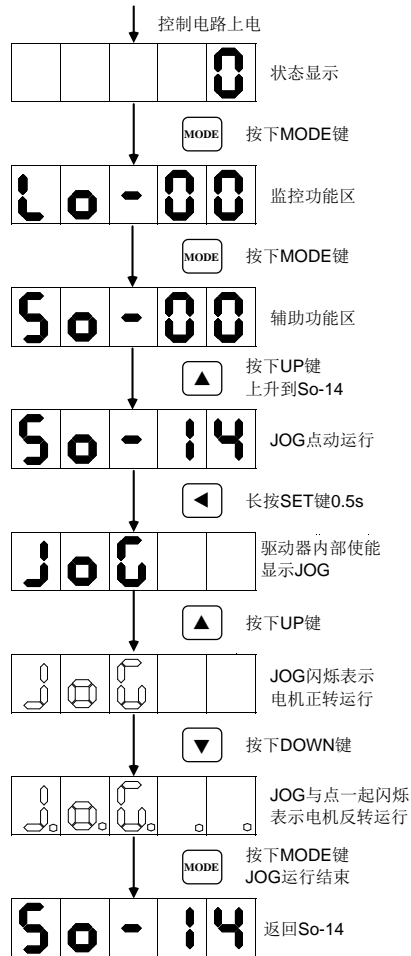 控制电路上电
0
状态显示
MODE
按下MODE键
Lo-00
监控功能区
MODE
按下MODE键
So-00
辅助功能区
▲
按下UP键
上升到So-14
So-14
JOG点动运行
◀
长按SET键0.5s
JoG
驱动器内部使能
显示JOG
▲
按下UP键
JoG
JOG闪烁表示
电机正转运行
▼
按下DOWN键
J.o.G. . .
JOG与点一起闪烁
表示电机反转运行
MODE
按下MODE键
JOG运行结束
So-14
返回So-14